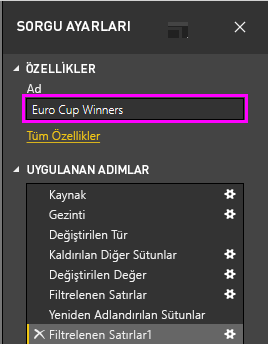 SORGU AYARLARI
ÖZELLİKLER
Ad
Euro Cup Winners
Tüm Özellikler
UYGULANAN ADIMLAR
Kaynak
Gezinti
Değiştirilen Tür
Kaldırılan Diğer Sütunlar
Değiştirilen Değer
Filtrelenen Satırlar
Yeniden Adlandırılan Sütunlar
Filtrelenen Satırlar1